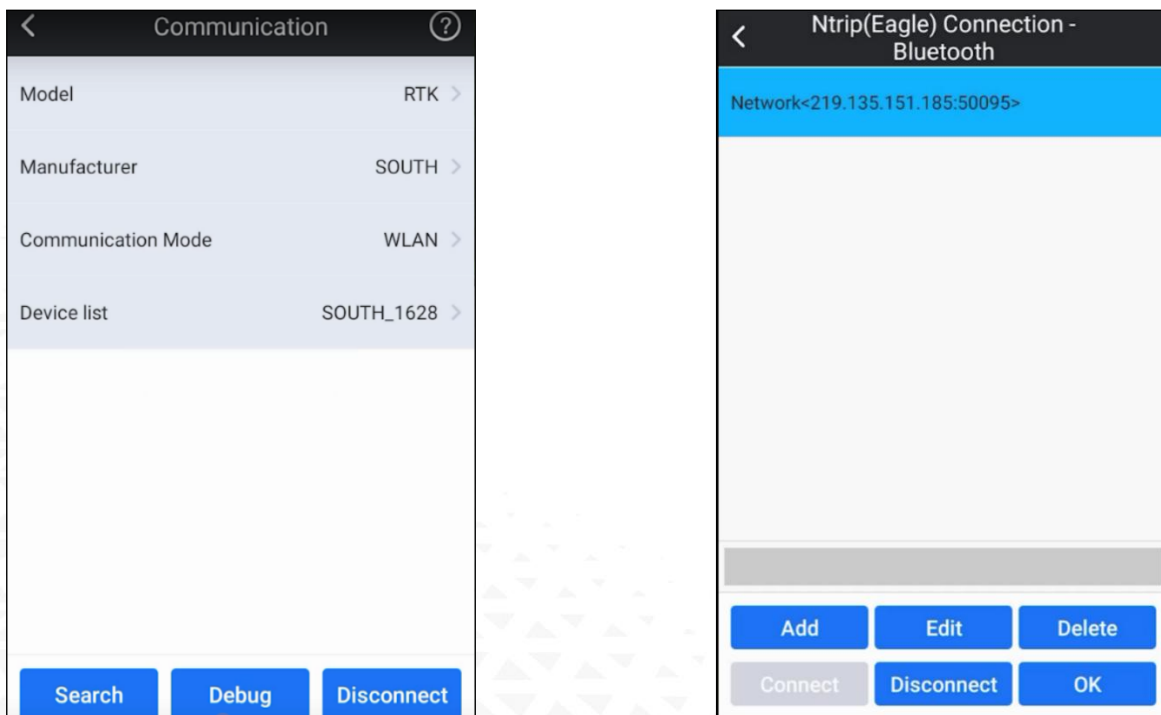 Communication
?
Model RTK
Manufacturer SOUTH
Communication Mode WLAN
Device list SOUTH_1628
Search Debug Disconnect
Ntrip(Eagle) Connection -
Bluetooth
Network<219.135.151.185:50095>
Add Edit Delete
Connect Disconnect OK